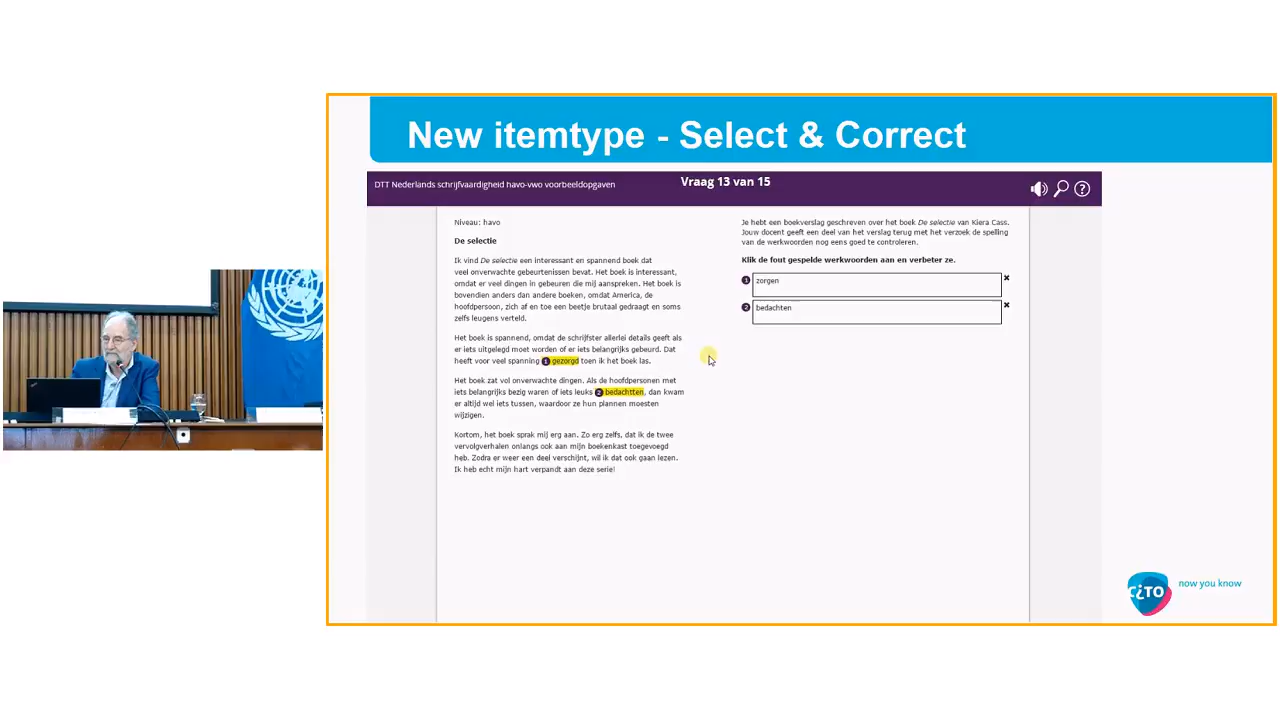 New itemtype - Select & Correct
DTT Nederlands schrijfvaardigheid havo-vwo voorbeeldopgaven
Vraag 13 van 15
Niveau: havo
De selectie
Ik vind De selectie een interessant en spannend boek dat
veel onverwachte gebeurtenissen bevat. Het boek is interessant,
omdat er veel dingen in gebeuren die mij aanspreken. Het boek is
bovendien anders dan andere boeken, omdat America, de
hoofdpersoon, zich af en toe een beetje brutaal gedraagt en soms
zelfs leugens verteld.
Het boek is spannend, omdat de schrijfster allerlei details geeft als
er iets uitgelegd moet worden of er iets belangrijks gebeurd. Dat
heeft voor veel spanning 1 gezorgd toen ik het boek las.
Het boek zat vol onverwachte dingen. Als de hoofdpersonen met
iets belangrijks bezig waren of iets leuks 2 bedachtten, dan kwam
er altijd wel iets tussen, waardoor ze hun plannen moesten
wijzigen.
Kortom, het boek sprak mij erg aan. Zo erg zelfs, dat ik de twee
vervolgverhalen onlangs ook aan mijn boekenkast toegevoegd
heb. Zodra er weer een deel verschijnt, wil ik dat ook gaan lezen.
Ik heb echt mijn hart verpandt aan deze serie!
Je hebt een boekverslag geschreven over het boek De selectie van Kiera Cass.
Jouw docent geeft een deel van het verslag terug met het verzoek de spelling
van de werkwoorden nog eens goed te controleren.
Klik de fout gespelde werkwoorden aan en verbeter ze.
1 zorgen
2 bedachten
CiTO
now you know